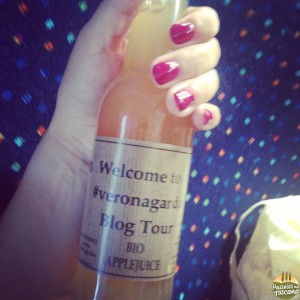 Welcome to
#veronagard
Blog Tour
BIO
APPLEJUICE